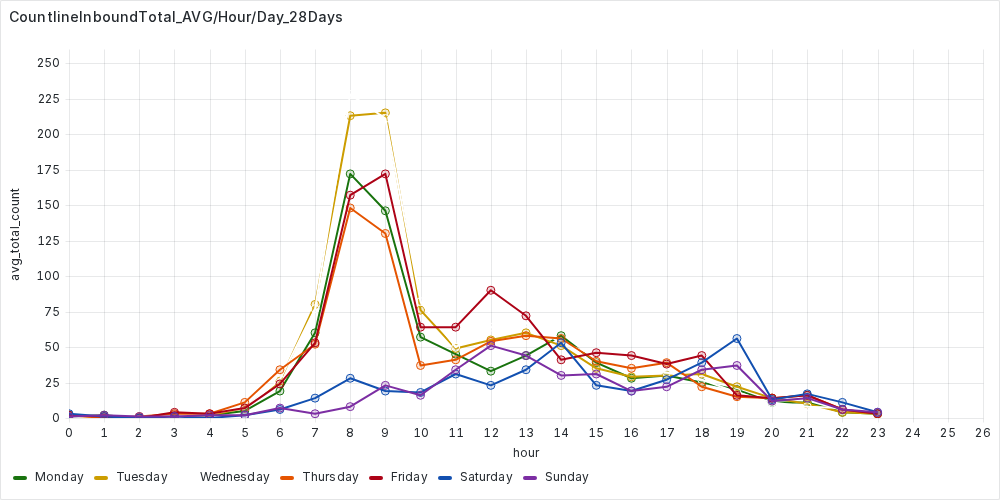 CountlineInboundTotal_AVG/Hour/Day_28Days
250
225
200
175
150
125
100
75
50
25
0
avg_total_count
0 1 2 3 4 5 6 7 8 9 10 11 12 13 14 15 16 17 18 19 20 21 22 23 24 25 26
hour
Monday Tuesday Wednesday Thursday Friday Saturday Sunday